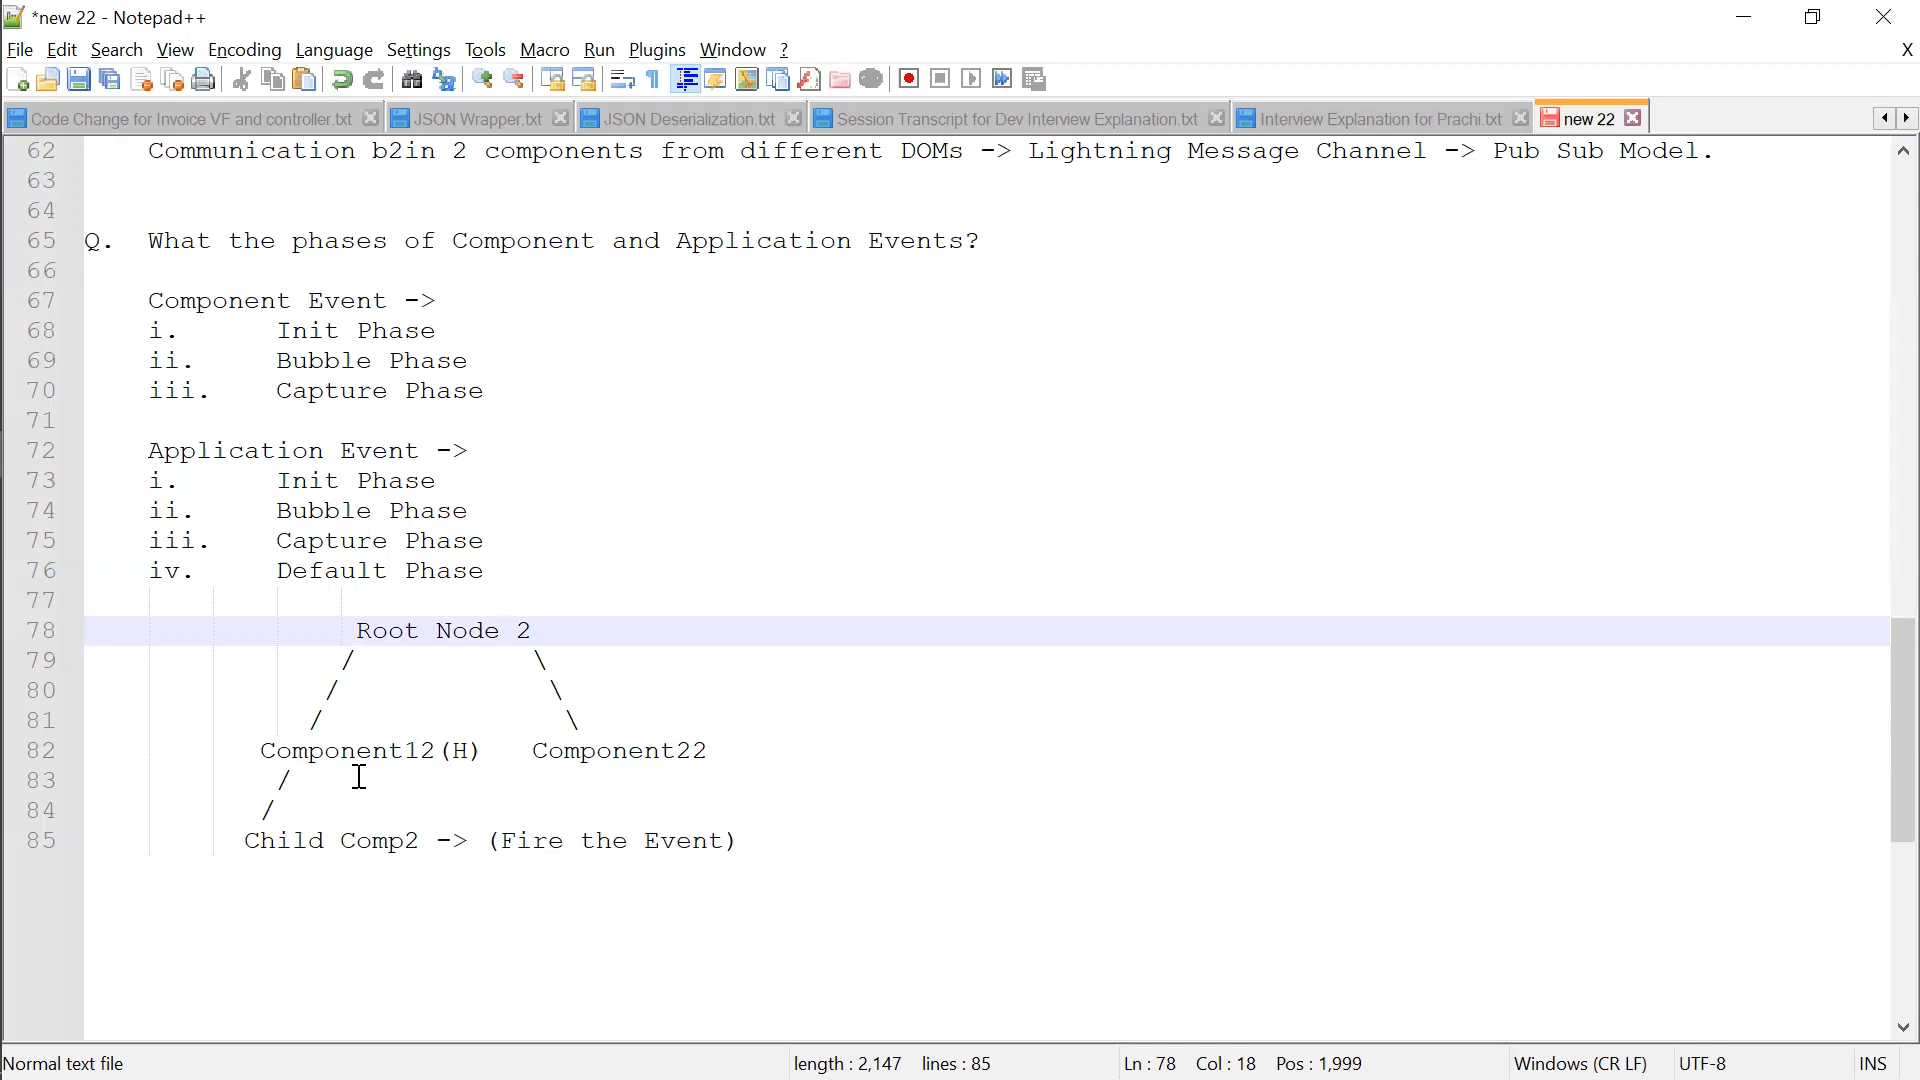 *new 22 - Notepad++
File Edit Search View Encoding Language Settings Tools Macro Run Plugins Window ? X
Code Change for Invoice VF and controller.txt JSON Wrapper.txt JSON Deserialization.txt Session Transcript for Dev Interview Explanation.txt Interview Explanation for Prachi.txt new 22
62 Communication b2in 2 components from different DOMs -> Lightning Message Channel -> Pub Sub Model.
63
64
65 Q. What the phases of Component and Application Events?
66
67 Component Event ->
68 i. Init Phase
69 ii. Bubble Phase
70 iii. Capture Phase
71
72 Application Event ->
73 i. Init Phase
74 ii. Bubble Phase
75 iii. Capture Phase
76 iv. Default Phase
77
78 Root Node 2
79 / \
80 / \
81 / \
82 Component12(H) Component22
83 /
84 /
85 Child Comp2 -> (Fire the Event)
Normal text file length : 2,147 lines : 85 Ln : 78 Col : 18 Pos : 1,999 Windows (CR LF) UTF-8 INS